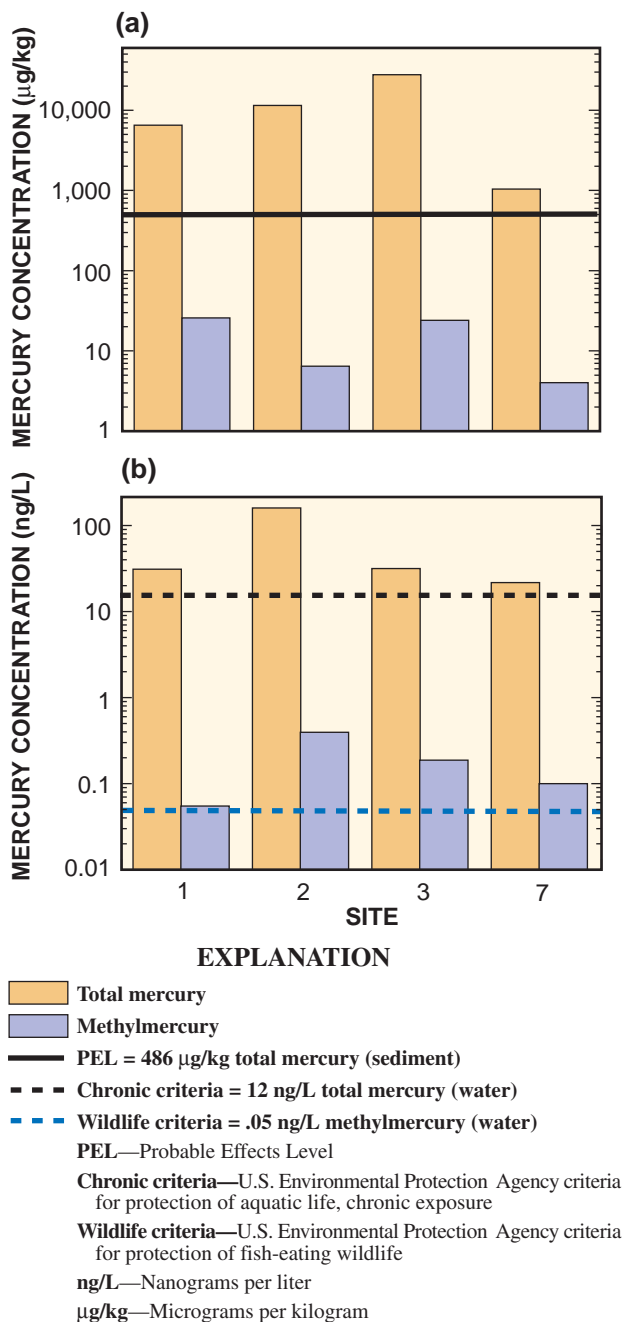 (a)
MERCURY CONCENTRATION (µg/kg)
10,000
1,000
100
10
1
(b)
MERCURY CONCENTRATION (ng/L)
100
10
1
0.1
0.01
1 2 3 7
SITE
EXPLANATION
Total mercury
Methylmercury
PEL = 486 µg/kg total mercury (sediment)
Chronic criteria = 12 ng/L total mercury (water)
Wildlife criteria = .05 ng/L methylmercury (water)
PEL—Probable Effects Level
Chronic criteria—U.S. Environmental Protection Agency criteria
for protection of aquatic life, chronic exposure
Wildlife criteria—U.S. Environmental Protection Agency criteria
for protection of fish-eating wildlife
ng/L—Nanograms per liter
µg/kg—Micrograms per kilogram